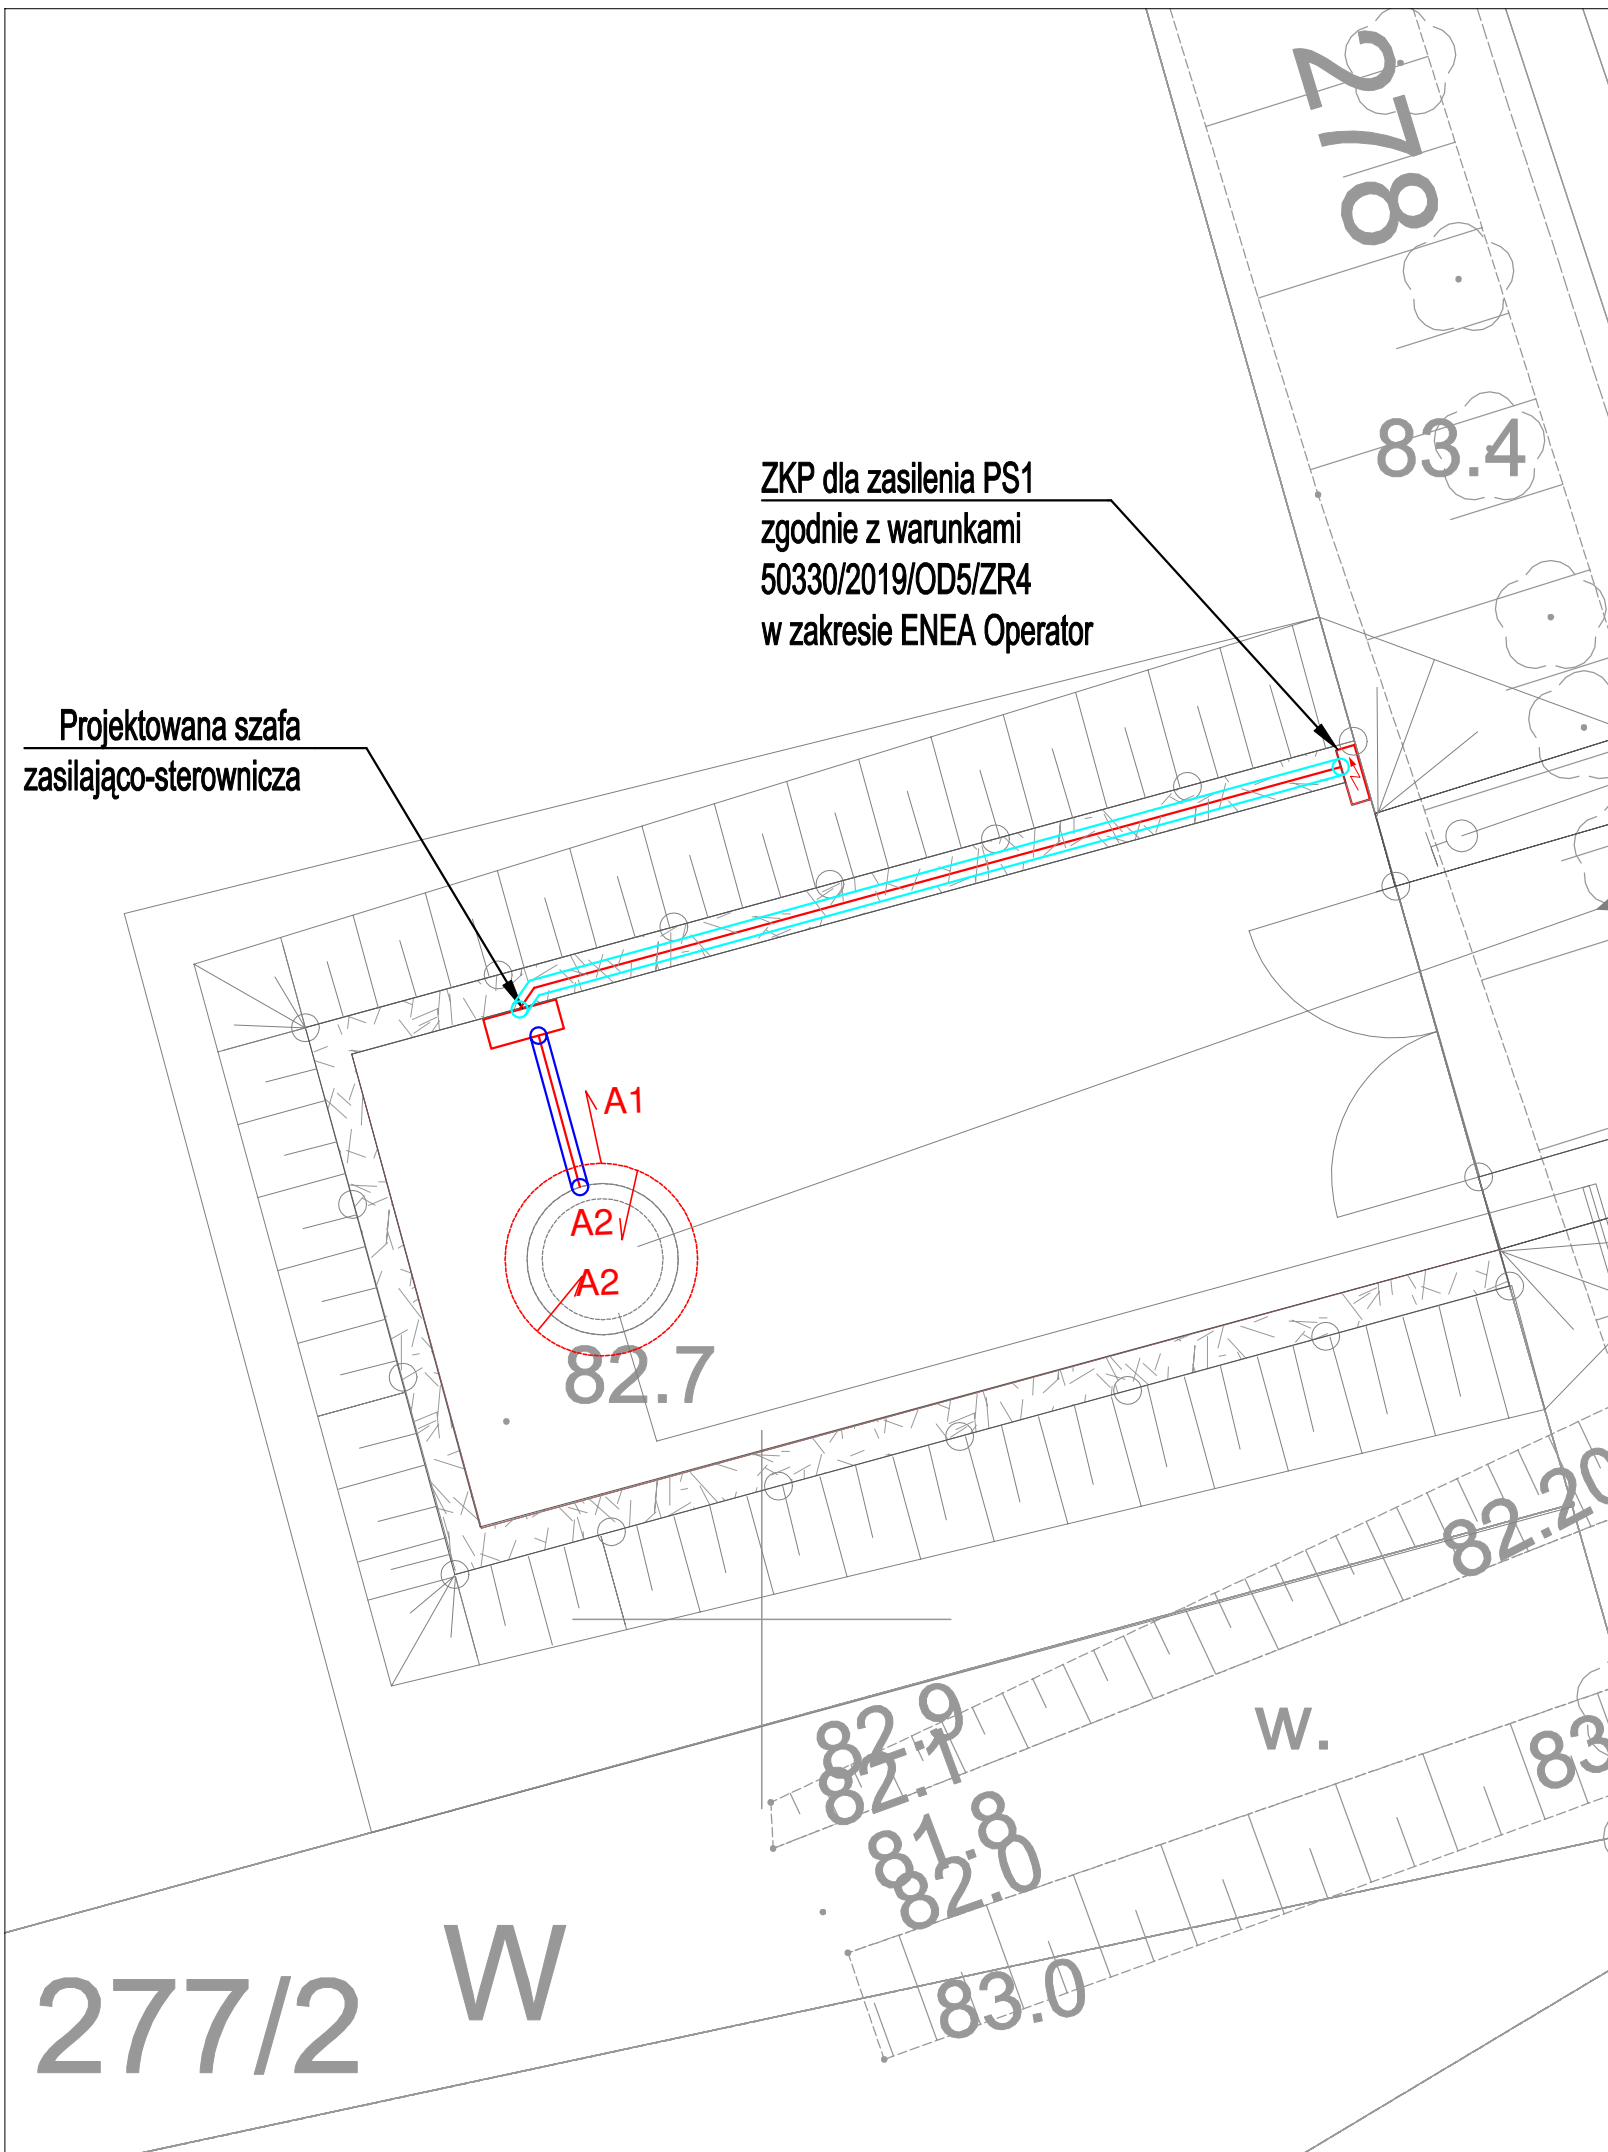 278
83.4
ZKP dla zasilenia PS1
zgodnie z warunkami
50330/2019/OD5/ZR4
w zakresie ENEA Operator
Projektowana szafa
zasilająco-sterownicza
A1
A2
A2
82.7
82.20
82.9
82.1
w.
83
81.8
82.0
W
83.0
277/2